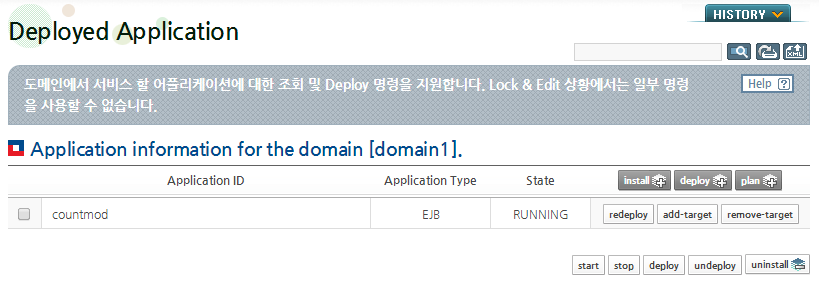 HISTORY
Deployed Application
XML
도메인에서 서비스 할 어플리케이션에 대한 조회 및 Deploy 명령을 지원합니다. Lock & Edit 상황에서는 일부 명령
을 사용할 수 없습니다.
Help ?
Application information for the domain [domain1].
Application ID Application Type State install deploy plan
countmod EJB RUNNING redeploy add-target remove-target
start stop deploy undeploy uninstall